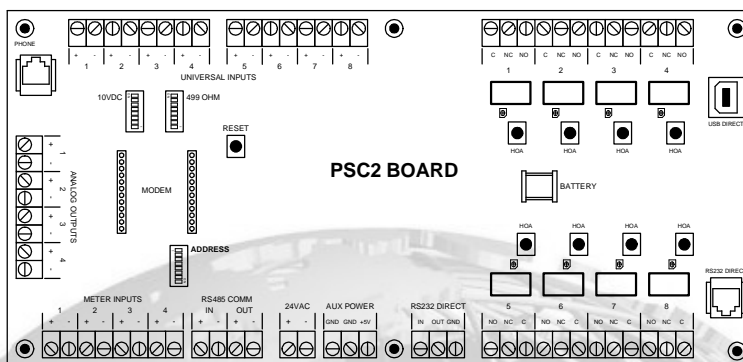 PHONE
+ - + - + - + -
1 2 3 4
+ - + - + - + -
5 6 7 8
UNIVERSAL INPUTS
C NC NO C NC NO C NC NO C NC NO
1 2 3 4
10VDC
499 OHM
RESET
HOA HOA HOA HOA
USB DIRECT
+ - + - + - + -
1 2 3 4
ANALOG OUTPUTS
MODEM
PSC2 BOARD
BATTERY
ADDRESS
HOA HOA HOA HOA
RS232 DIRECT
METER INPUTS
1 2 3 4
+ - + - + - + -
RS485 COMM
IN OUT
+ - + -
24VAC
+ -
AUX POWER
GND GND +5V
RS232 DIRECT
IN OUT GND
5 6 7 8
NO NC C NO NC C NO NC C NO NC C